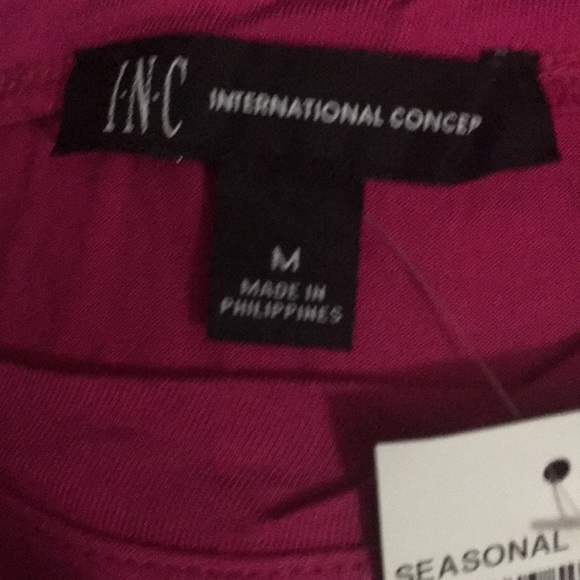 I.N.C INTERNATIONAL CONCEP
M
MADE IN
PHILIPPINES
SEASONAL